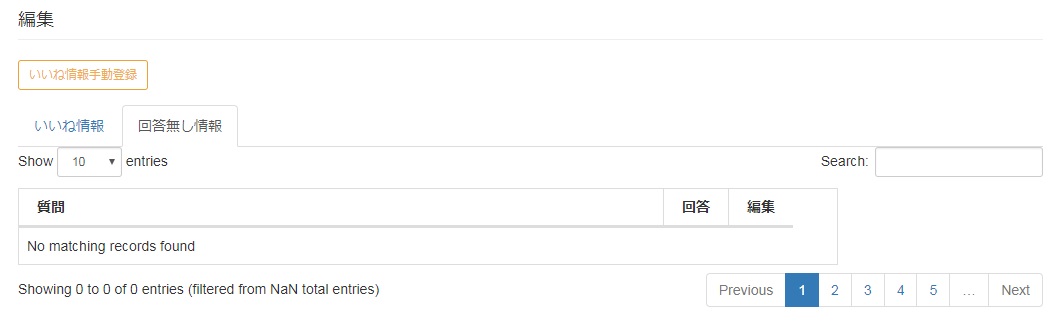 編集
いいね情報手動登録
いいね情報 回答無し情報
Show 10 entries Search:
質問 回答 編集
No matching records found
Showing 0 to 0 of 0 entries (filtered from NaN total entries) Previous 1 2 3 4 5 … Next